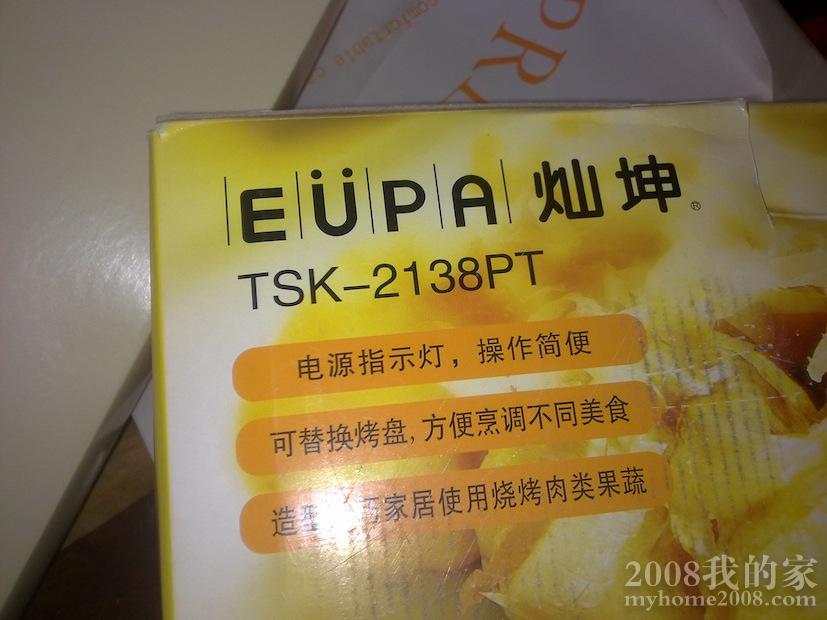 comfortable
PRI
EÜPA 灿坤®
TSK-2138PT
电源指示灯，操作简便
可替换烤盘,方便烹调不同美食
造型 家居使用烧烤肉类果蔬
2008我的家
myhome2008.com